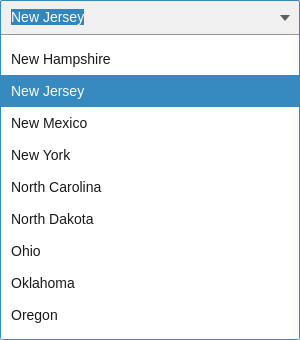 New Jersey
New Hampshire
New Jersey
New Mexico
New York
North Carolina
North Dakota
Ohio
Oklahoma
Oregon